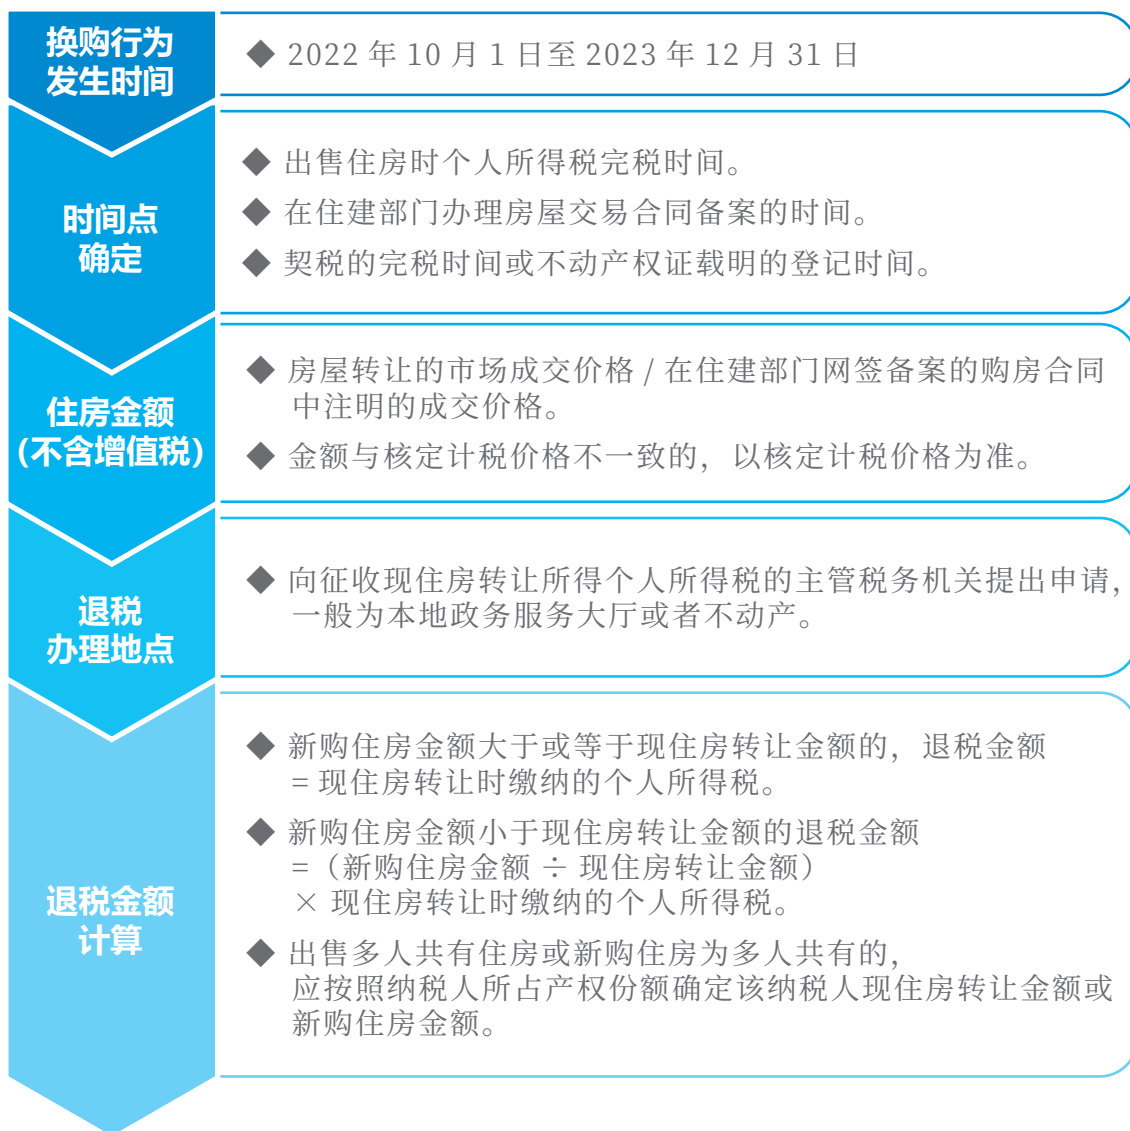 换购行为
发生时间
◆ 2022 年 10 月 1 日至 2023 年 12 月 31 日
时间点
确定
◆ 出售住房时个人所得税完税时间。
◆ 在住建部门办理房屋交易合同备案的时间。
◆ 契税的完税时间或不动产权证载明的登记时间。
住房金额
（不含增值税）
◆ 房屋转让的市场成交价格 / 在住建部门网签备案的购房合同
中注明的成交价格。
◆ 金额与核定计税价格不一致的，以核定计税价格为准。
退税
办理地点
◆ 向征收现住房转让所得个人所得税的主管税务机关提出申请，
一般为本地政务服务大厅或者不动产。
退税金额
计算
◆ 新购住房金额大于或等于现住房转让金额的，退税金额
= 现住房转让时缴纳的个人所得税。
◆ 新购住房金额小于现住房转让金额的退税金额
=（新购住房金额 ÷ 现住房转让金额）
× 现住房转让时缴纳的个人所得税。
◆ 出售多人共有住房或新购住房为多人共有的，
应按照纳税人所占产权份额确定该纳税人现住房转让金额或
新购住房金额。